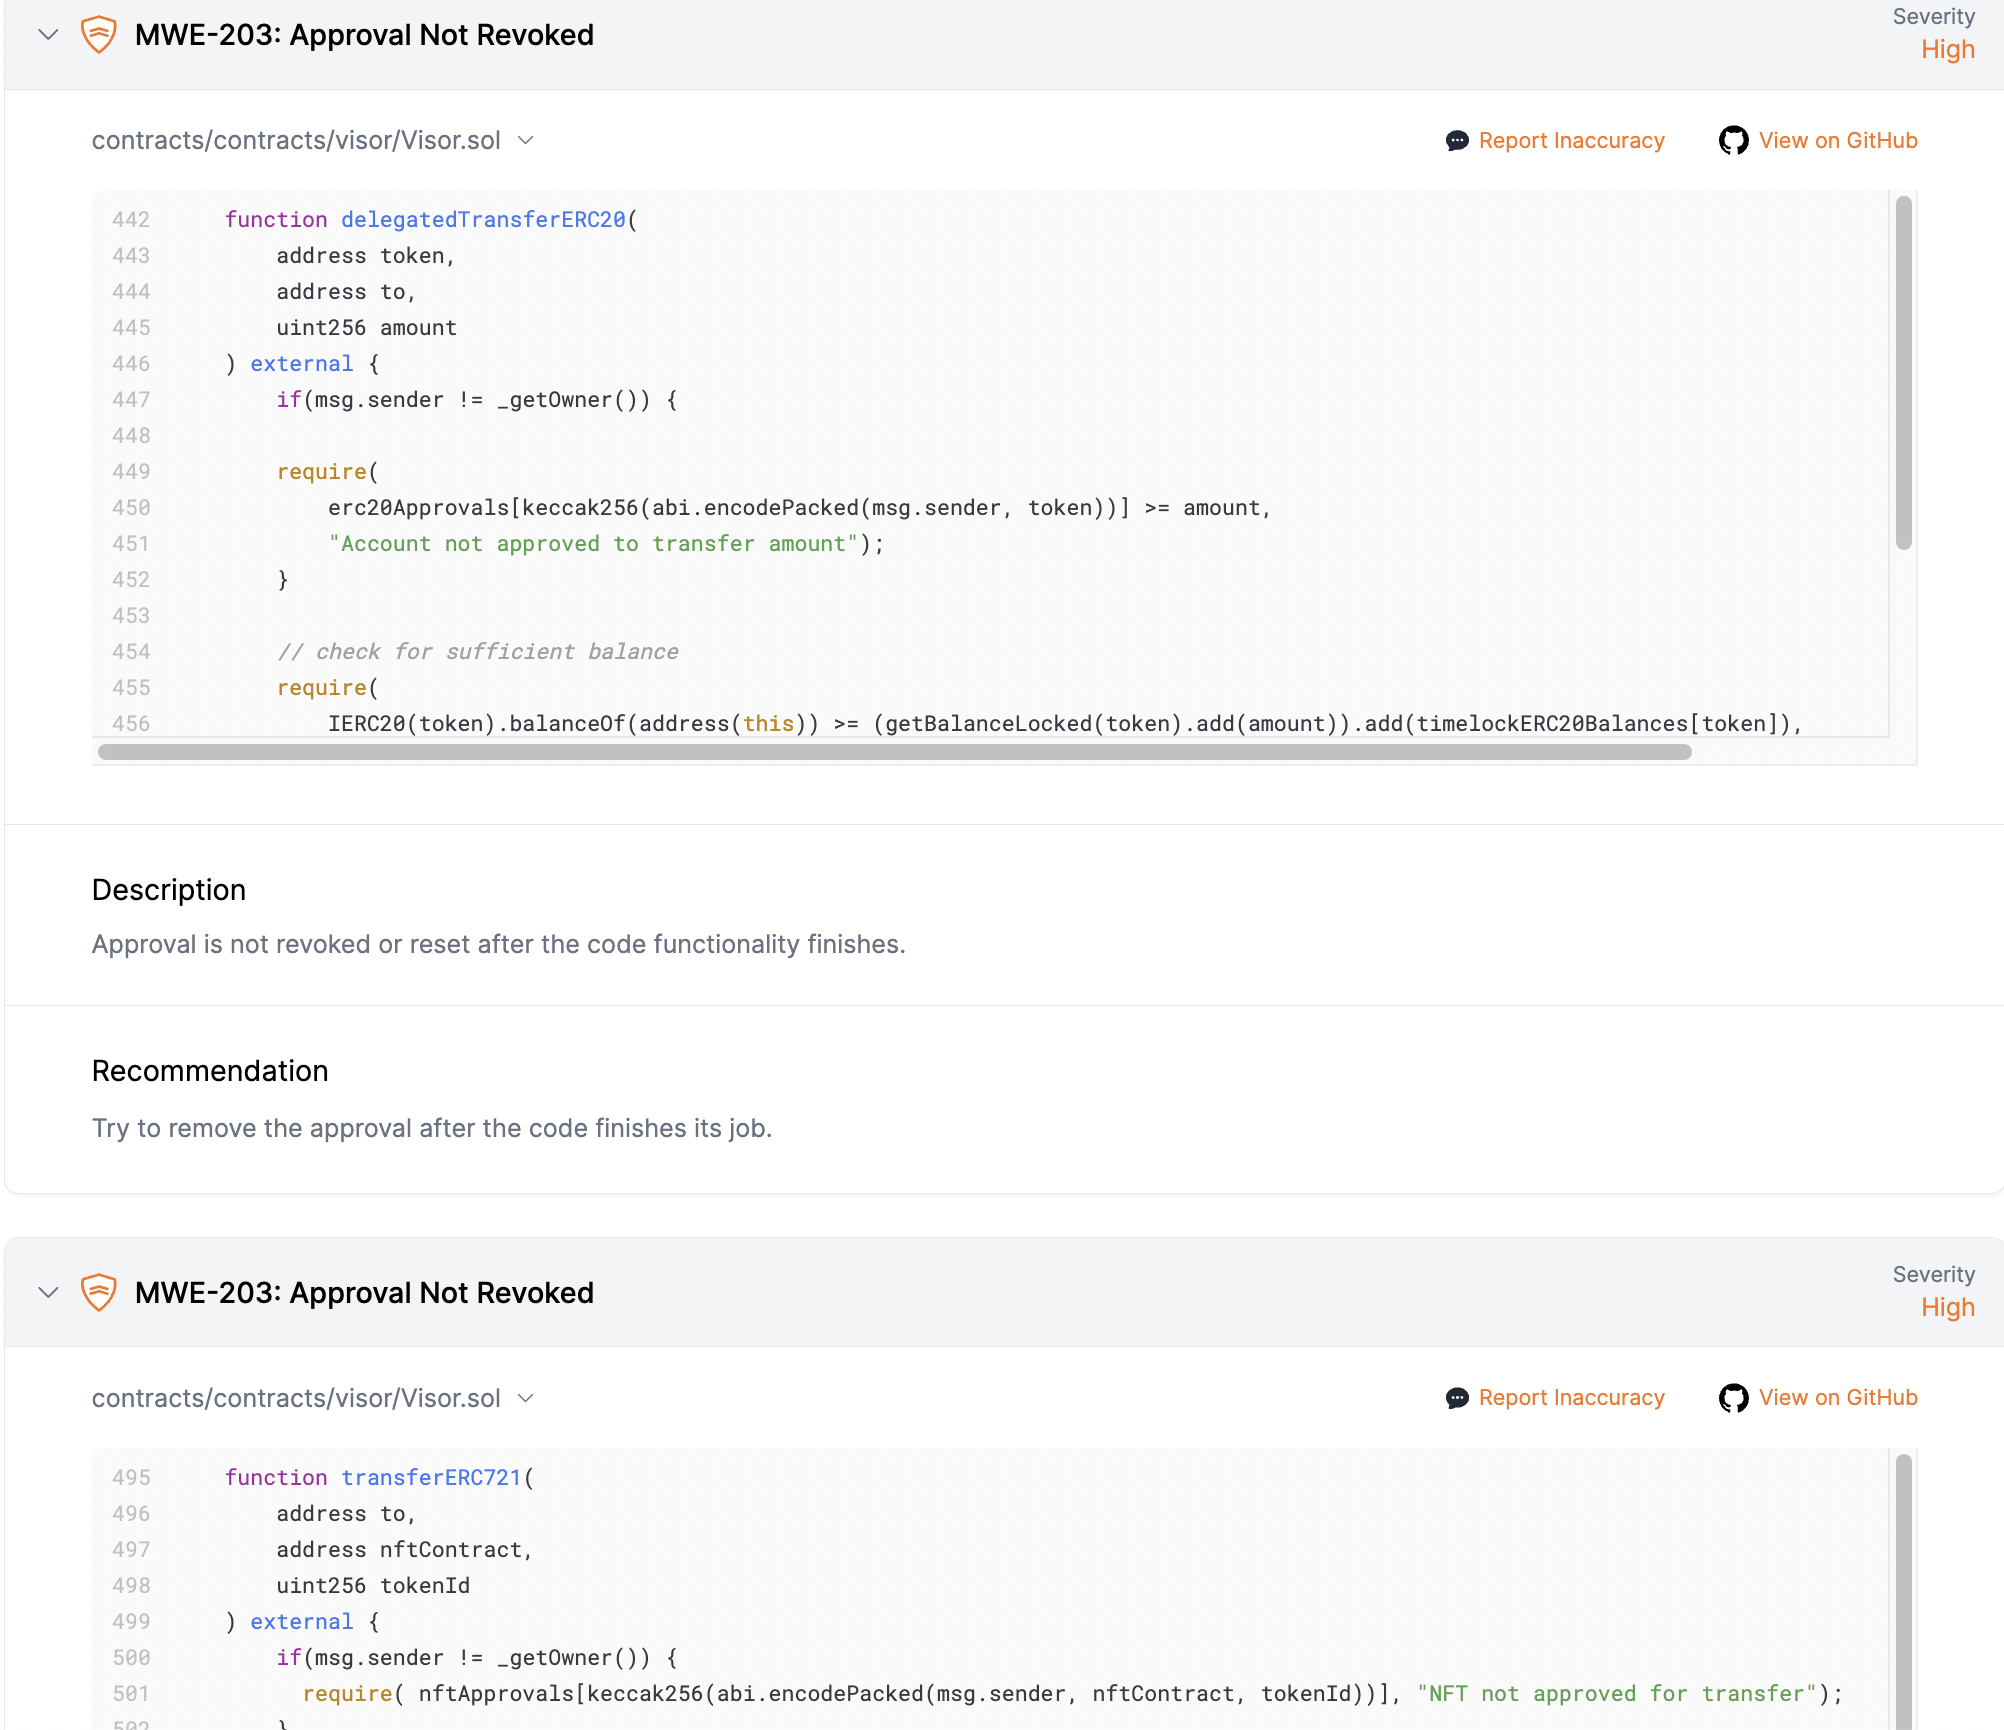 MWE-203: Approval Not Revoked
Severity
High
contracts/contracts/visor/Visor.sol
Report Inaccuracy
View on GitHub
442 function delegatedTransferERC20(
443 address token,
444 address to,
445 uint256 amount
446 ) external {
447 if(msg.sender != _getOwner()) {
448
449 require(
450 erc20Approvals[keccak256(abi.encodePacked(msg.sender, token))] >= amount,
451 "Account not approved to transfer amount");
452 }
453
454 // check for sufficient balance
455 require(
456 IERC20(token).balanceOf(address(this)) >= (getBalanceLocked(token).add(amount)).add(timelockERC20Balances[token]),
Description
Approval is not revoked or reset after the code functionality finishes.
Recommendation
Try to remove the approval after the code finishes its job.
MWE-203: Approval Not Revoked
Severity
High
contracts/contracts/visor/Visor.sol
Report Inaccuracy
View on GitHub
495 function transferERC721(
496 address to,
497 address nftContract,
498 uint256 tokenId
499 ) external {
500 if(msg.sender != _getOwner()) {
501 require( nftApprovals[keccak256(abi.encodePacked(msg.sender, nftContract, tokenId))], "NFT not approved for transfer");
502 }